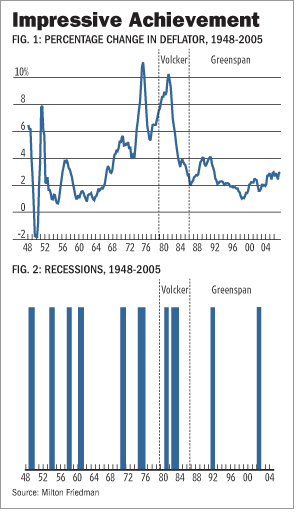 Impressive Achievement
FIG. 1: PERCENTAGE CHANGE IN DEFLATOR, 1948-2005
Volcker Greenspan
10%
8
6
4
2
0
-2
48 52 56 60 64 68 72 76 80 84 88 92 96 00 04
FIG. 2: RECESSIONS, 1948-2005
Volcker Greenspan
48 52 56 60 64 68 72 76 80 84 88 92 96 00 04
Source: Milton Friedman